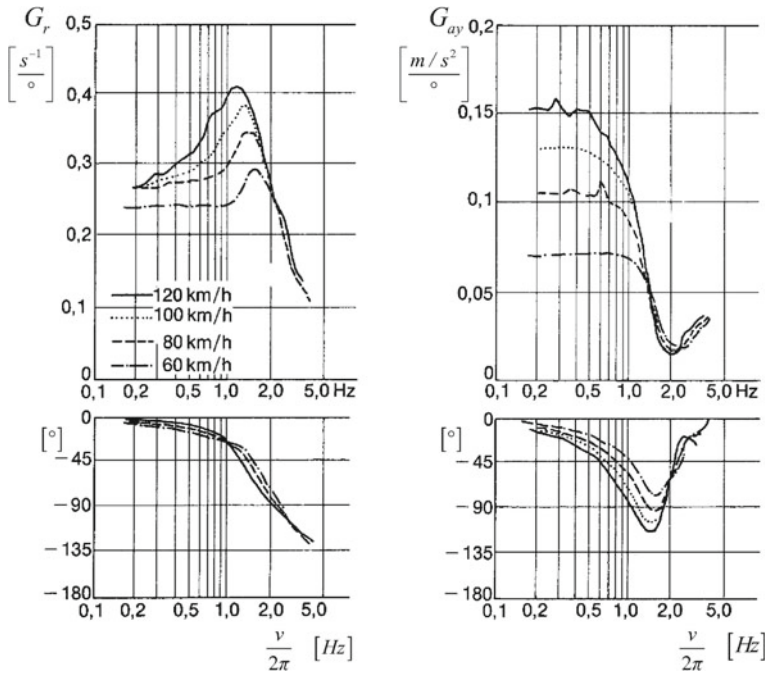 G_r
[s^{-1}/°]
0,5
0,4
0,3
0,2
0,1
0
120 km/h
100 km/h
80 km/h
60 km/h
0,1 0,2 0,5 1,0 2,0 5,0 Hz
[°]
0
−45
−90
−135
−180
0,1 0,2 0,5 1,0 2,0 5,0
ν/2π [Hz]
G_{ay}
[m/s²/°]
0,2
0,15
0,1
0,05
0
0,1 0,2 0,5 1,0 2,0 5,0 Hz
[°]
0
−45
−90
−135
−180
0,1 0,2 0,5 1,0 2,0 5,0
ν/2π [Hz]